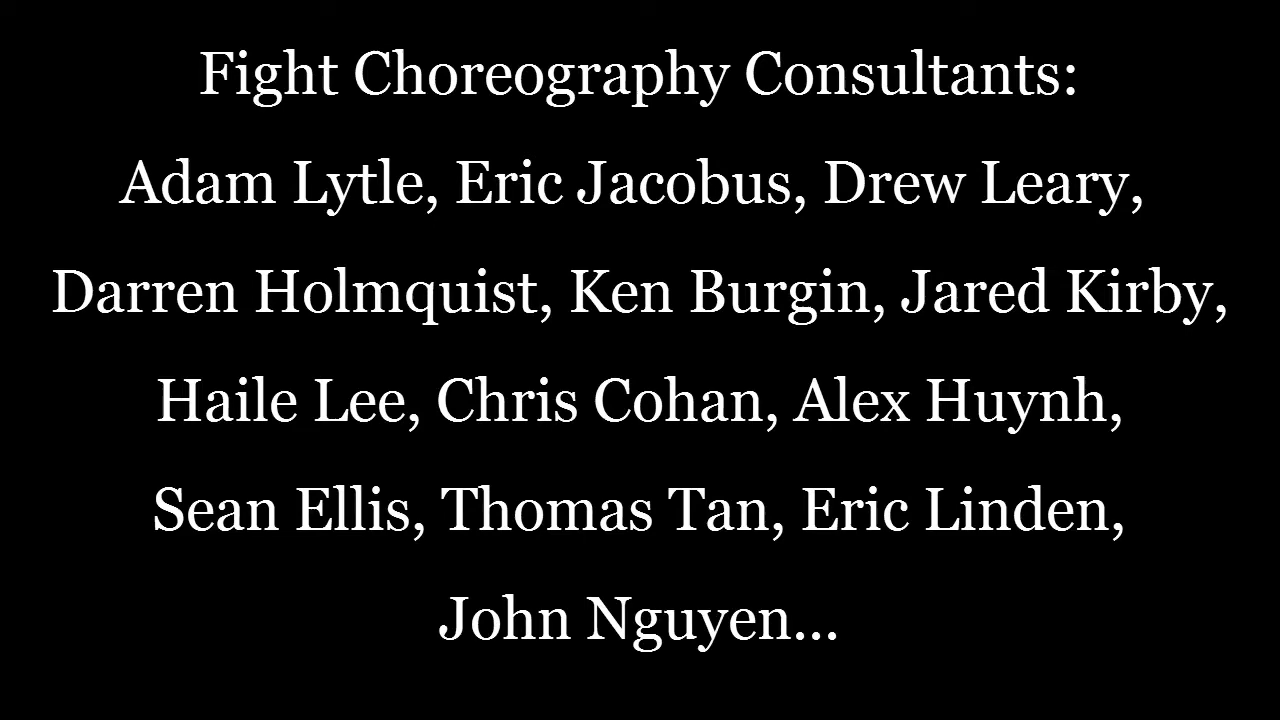 Fight Choreography Consultants:
Adam Lytle, Eric Jacobus, Drew Leary,
Darren Holmquist, Ken Burgin, Jared Kirby,
Haile Lee, Chris Cohan, Alex Huynh,
Sean Ellis, Thomas Tan, Eric Linden,
John Nguyen...